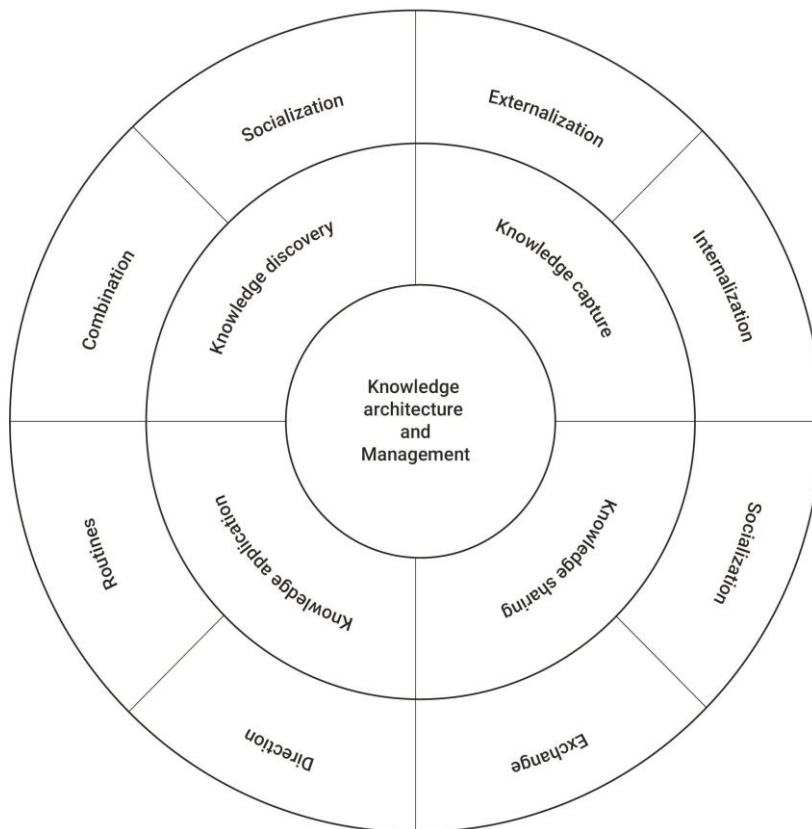 Socialization
Externalization
Combination
Knowledge discovery
Knowledge capture
Internalization
Knowledge
architecture
and
Management
Routines
Knowledge application
Knowledge sharing
Socialization
Direction
Exchange